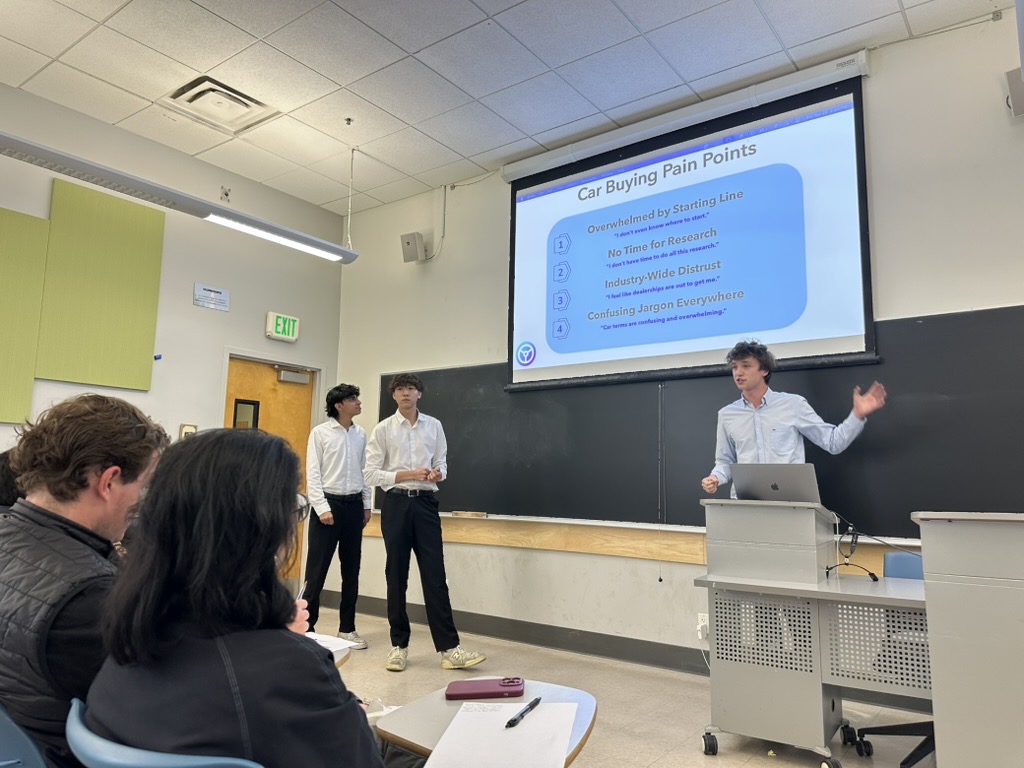 Car Buying Pain Points
1
Overwhelmed by Starting Line
"I don't even know where to start."
2
No Time for Research
"I don't have time to do all this research."
3
Industry-Wide Distrust
"I feel like dealerships are out to get me."
4
Confusing Jargon Everywhere
"Car terms are confusing and overwhelming."
EXIT